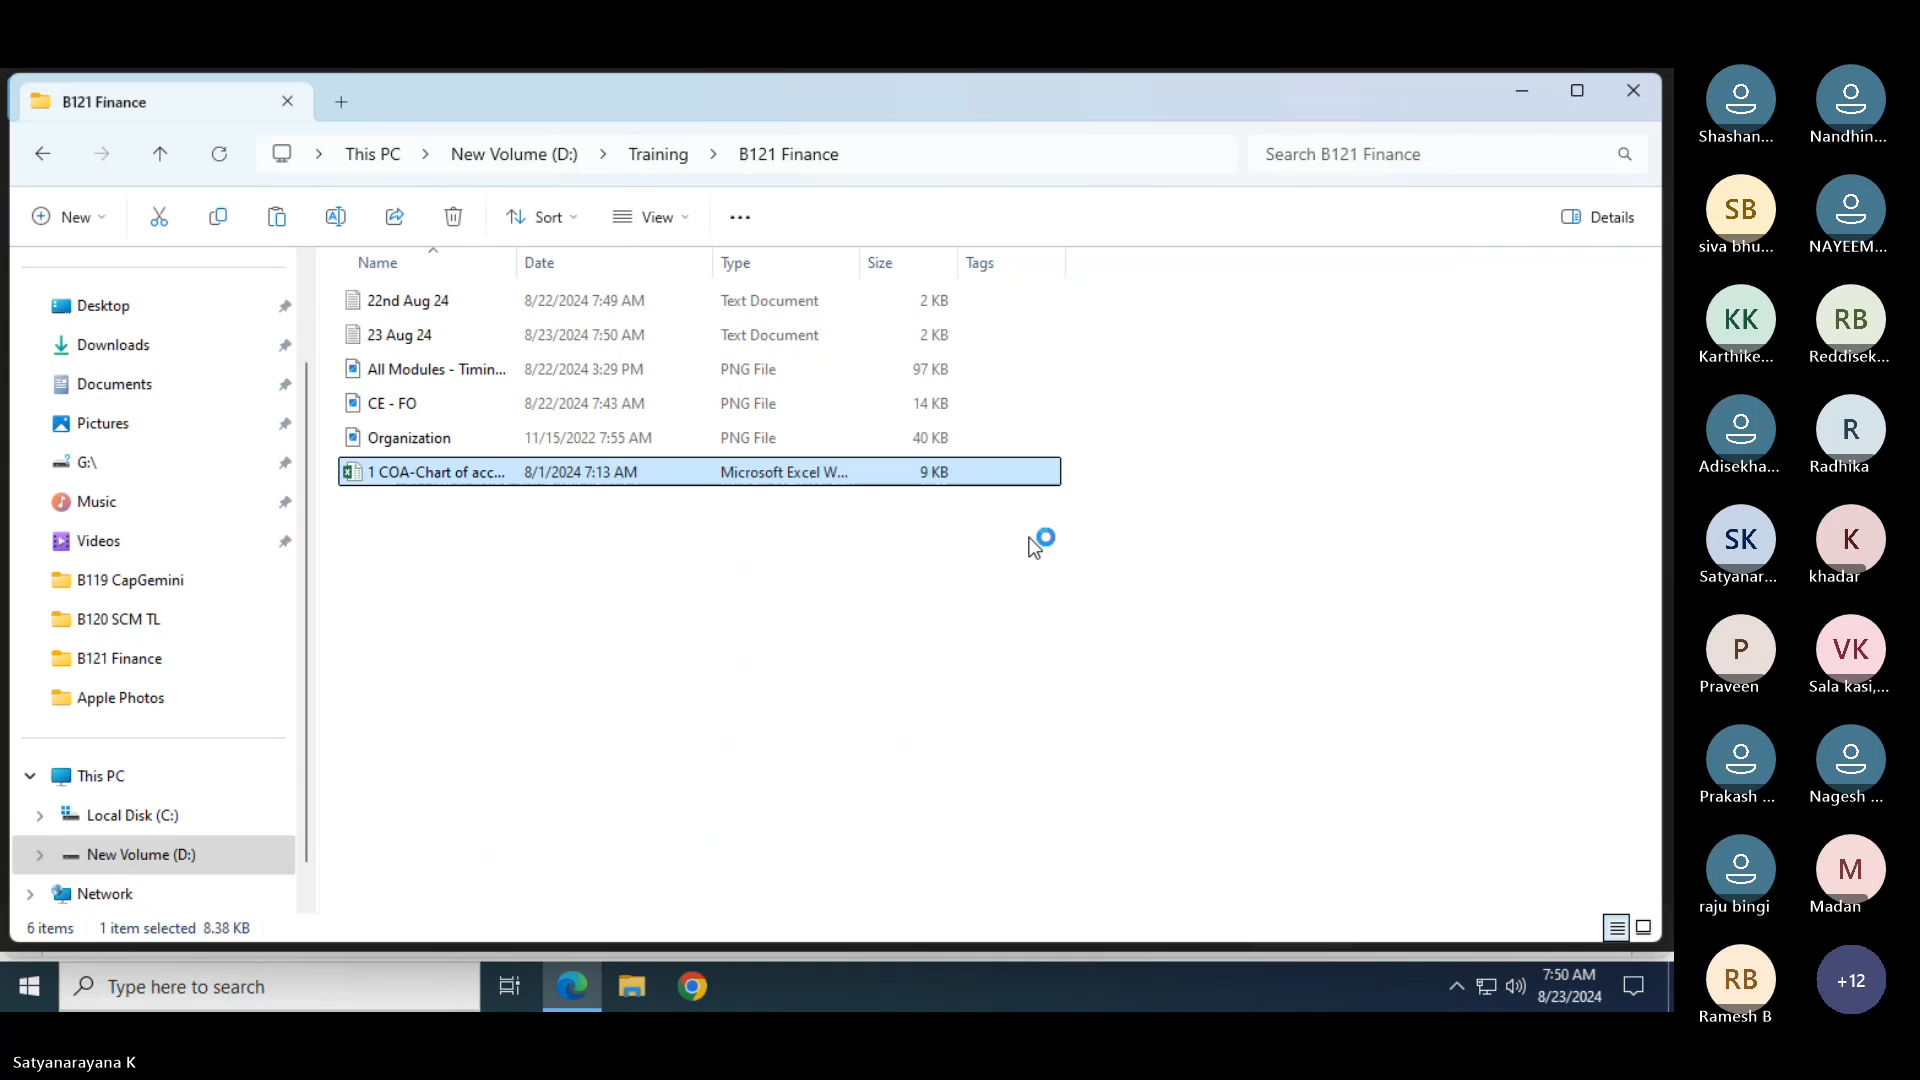 B121 Finance
This PC > New Volume (D:) > Training > B121 Finance
Search B121 Finance
New
Sort
View
Details
Name Date Type Size Tags
22nd Aug 24 8/22/2024 7:49 AM Text Document 2 KB
23 Aug 24 8/23/2024 7:50 AM Text Document 2 KB
All Modules - Timin... 8/22/2024 3:29 PM PNG File 97 KB
CE - FO 8/22/2024 7:43 AM PNG File 14 KB
Organization 11/15/2022 7:55 AM PNG File 40 KB
1 COA-Chart of acc... 8/1/2024 7:13 AM Microsoft Excel W... 9 KB
Desktop
Downloads
Documents
Pictures
G:\
Music
Videos
B119 CapGemini
B120 SCM TL
B121 Finance
Apple Photos
This PC
Local Disk (C:)
New Volume (D:)
Network
6 items 1 item selected 8.38 KB
Type here to search
7:50 AM
8/23/2024
Shashan...
Nandhin...
SB
siva bhu...
NAYEEM...
KK
Karthike...
RB
Reddisek...
Adisekha...
R
Radhika
SK
Satyanar...
K
khadar
P
Praveen
VK
Sala kasi,...
Prakash ...
Nagesh ...
raju bingi
M
Madan
RB
Ramesh B
+12
Satyanarayana K